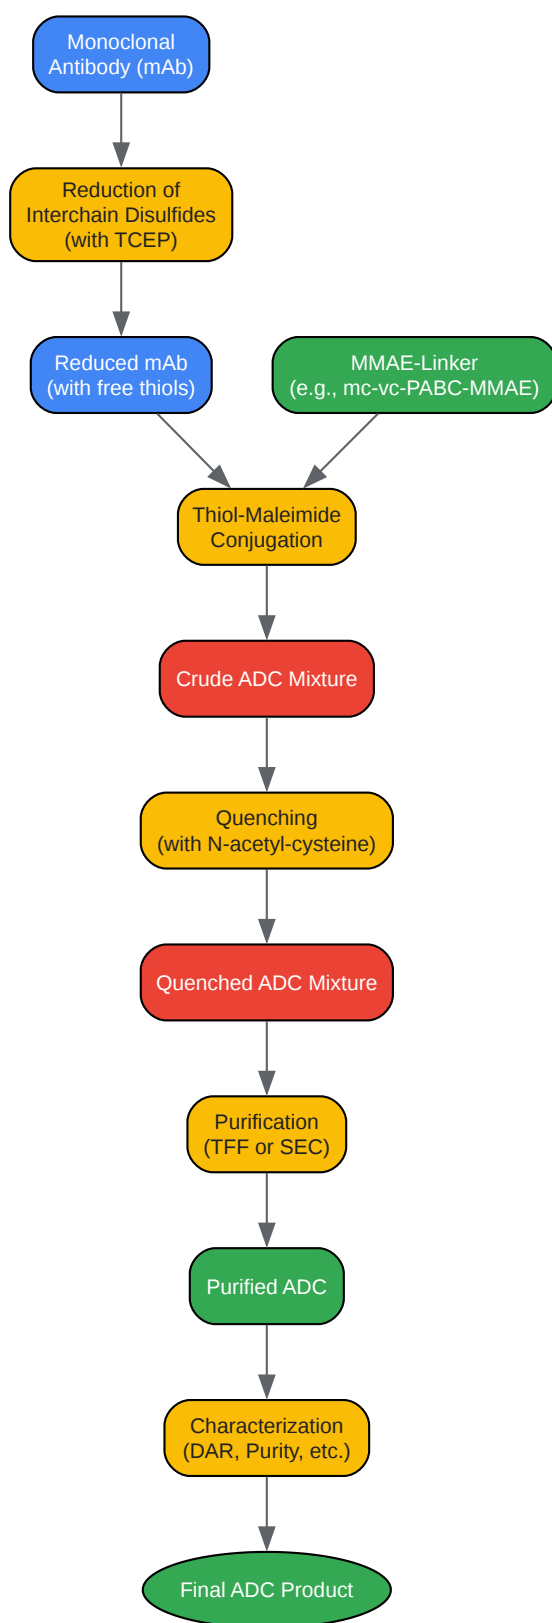 Monoclonal
Antibody (mAb)
Reduction of
Interchain Disulfides
(with TCEP)
Reduced mAb
(with free thiols)
MMAE-Linker
(e.g., mc-vc-PABC-MMAE)
Thiol-Maleimide
Conjugation
Crude ADC Mixture
Quenching
(with N-acetyl-cysteine)
Quenched ADC Mixture
Purification
(TFF or SEC)
Purified ADC
Characterization
(DAR, Purity, etc.)
Final ADC Product